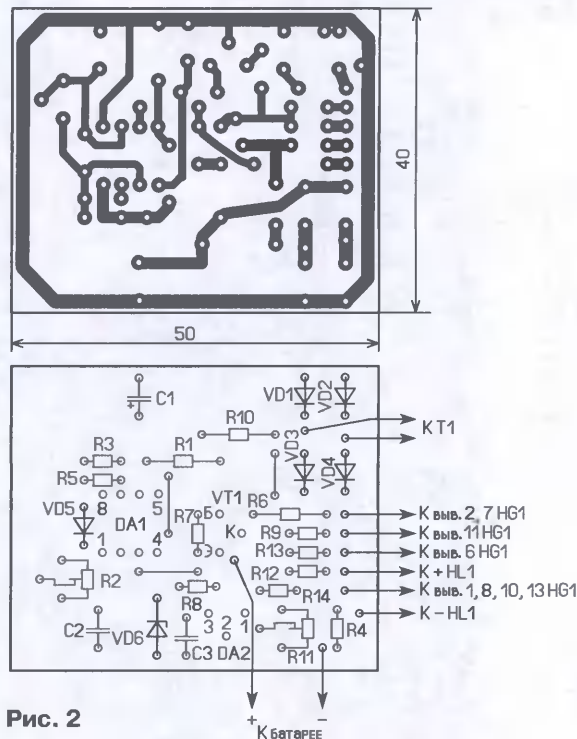 40
50
C1
VD1
VD2
К Т1
R10
R3
R1
VD3
VD4
R5
8
5
VT1
R6
К выв. 2, 7 HG1
VD5
DA1
R7
Б
К
R9
К выв. 11 HG1
1
4
Э
R13
К выв. 6 HG1
R2
R12
К + HL1
R8
R14
К выв. 1, 8, 10, 13 HG1
3
2
1
К – HL1
C2
VD6
C3
DA2
R11
R4
+
–
К батарее
Рис. 2